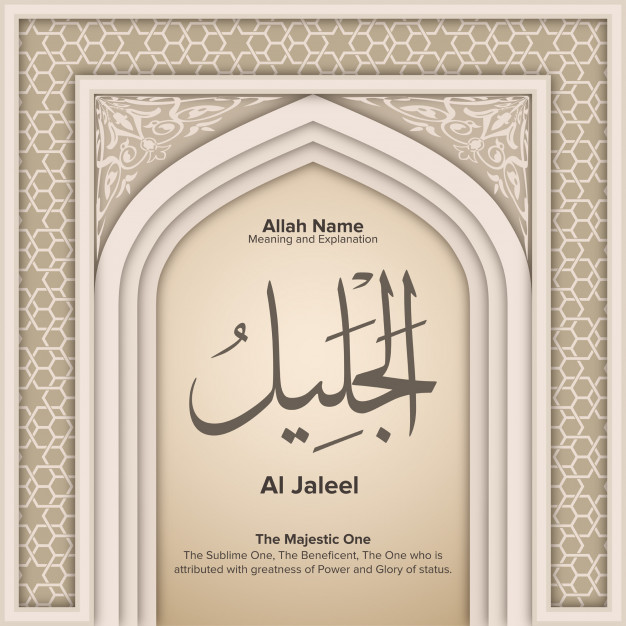 Allah Name
Meaning and Explanation
الجَلِيلُ
Al Jaleel
The Majestic One
The Sublime One, The Beneficent, The One who is
attributed with greatness of Power and Glory of status.